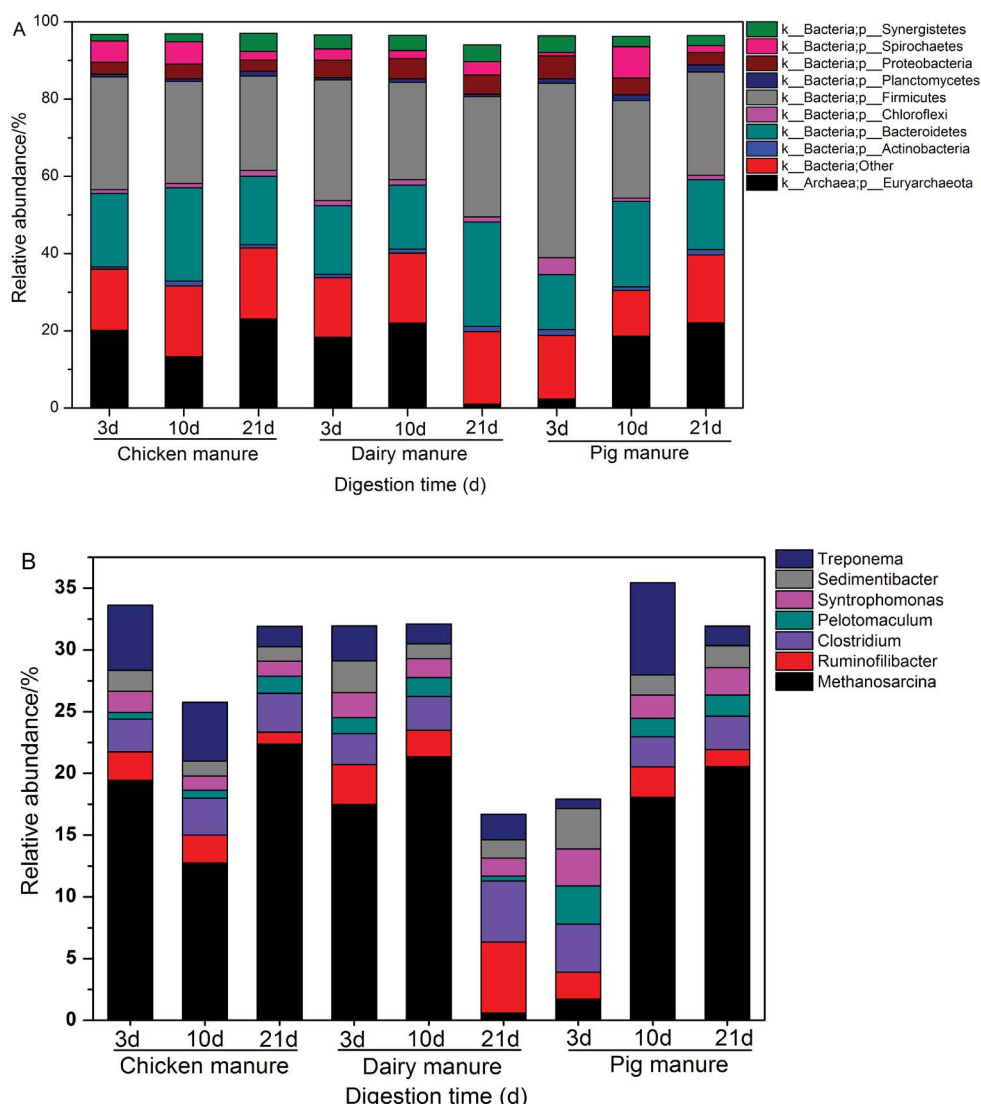 A
100
80
60
40
20
0
Relative abundance/%
3d 10d 21d 3d 10d 21d 3d 10d 21d
Chicken manure Dairy manure Pig manure
Digestion time (d)
k__Bacteria;p__Synergistetes
k__Bacteria;p__Spirochaetes
k__Bacteria;p__Proteobacteria
k__Bacteria;p__Planctomycetes
k__Bacteria;p__Firmicutes
k__Bacteria;p__Chloroflexi
k__Bacteria;p__Bacteroidetes
k__Bacteria;p__Actinobacteria
k__Bacteria;Other
k__Archaea;p__Euryarchaeota
B
35
30
25
20
15
10
5
0
Relative abundance/%
3d 10d 21d 3d 10d 21d 3d 10d 21d
Chicken manure Dairy manure Pig manure
Digestion time (d)
Treponema
Sedimentibacter
Syntrophomonas
Pelotomaculum
Clostridium
Ruminofilibacter
Methanosarcina